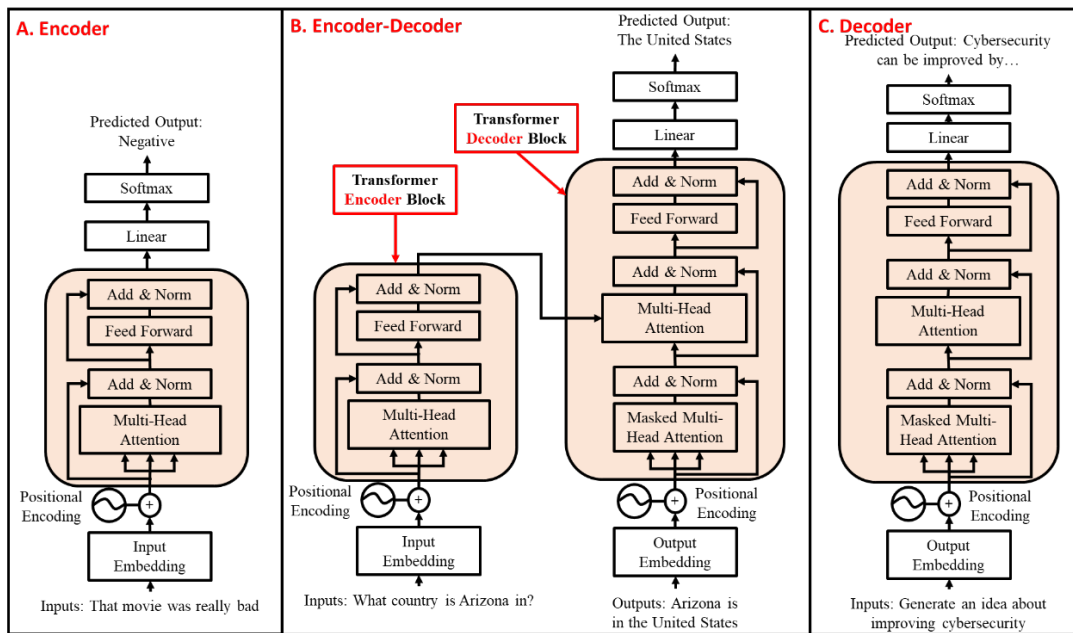 A. Encoder
Predicted Output:
Negative
Softmax
Linear
Add & Norm
Feed Forward
Add & Norm
Multi-Head
Attention
Positional
Encoding
+
Input
Embedding
Inputs: That movie was really bad
B. Encoder-Decoder
Transformer
Encoder Block
Add & Norm
Feed Forward
Add & Norm
Multi-Head
Attention
Positional
Encoding
+
Input
Embedding
Inputs: What country is Arizona in?
Predicted Output:
The United States
Softmax
Linear
Transformer
Decoder Block
Add & Norm
Feed Forward
Add & Norm
Multi-Head
Attention
Add & Norm
Masked Multi-
Head Attention
+
Positional
Encoding
Output
Embedding
Outputs: Arizona is
in the United States
C. Decoder
Predicted Output: Cybersecurity
can be improved by…
Softmax
Linear
Add & Norm
Feed Forward
Add & Norm
Multi-Head
Attention
Add & Norm
Masked Multi-
Head Attention
+
Positional
Encoding
Output
Embedding
Inputs: Generate an idea about
improving cybersecurity